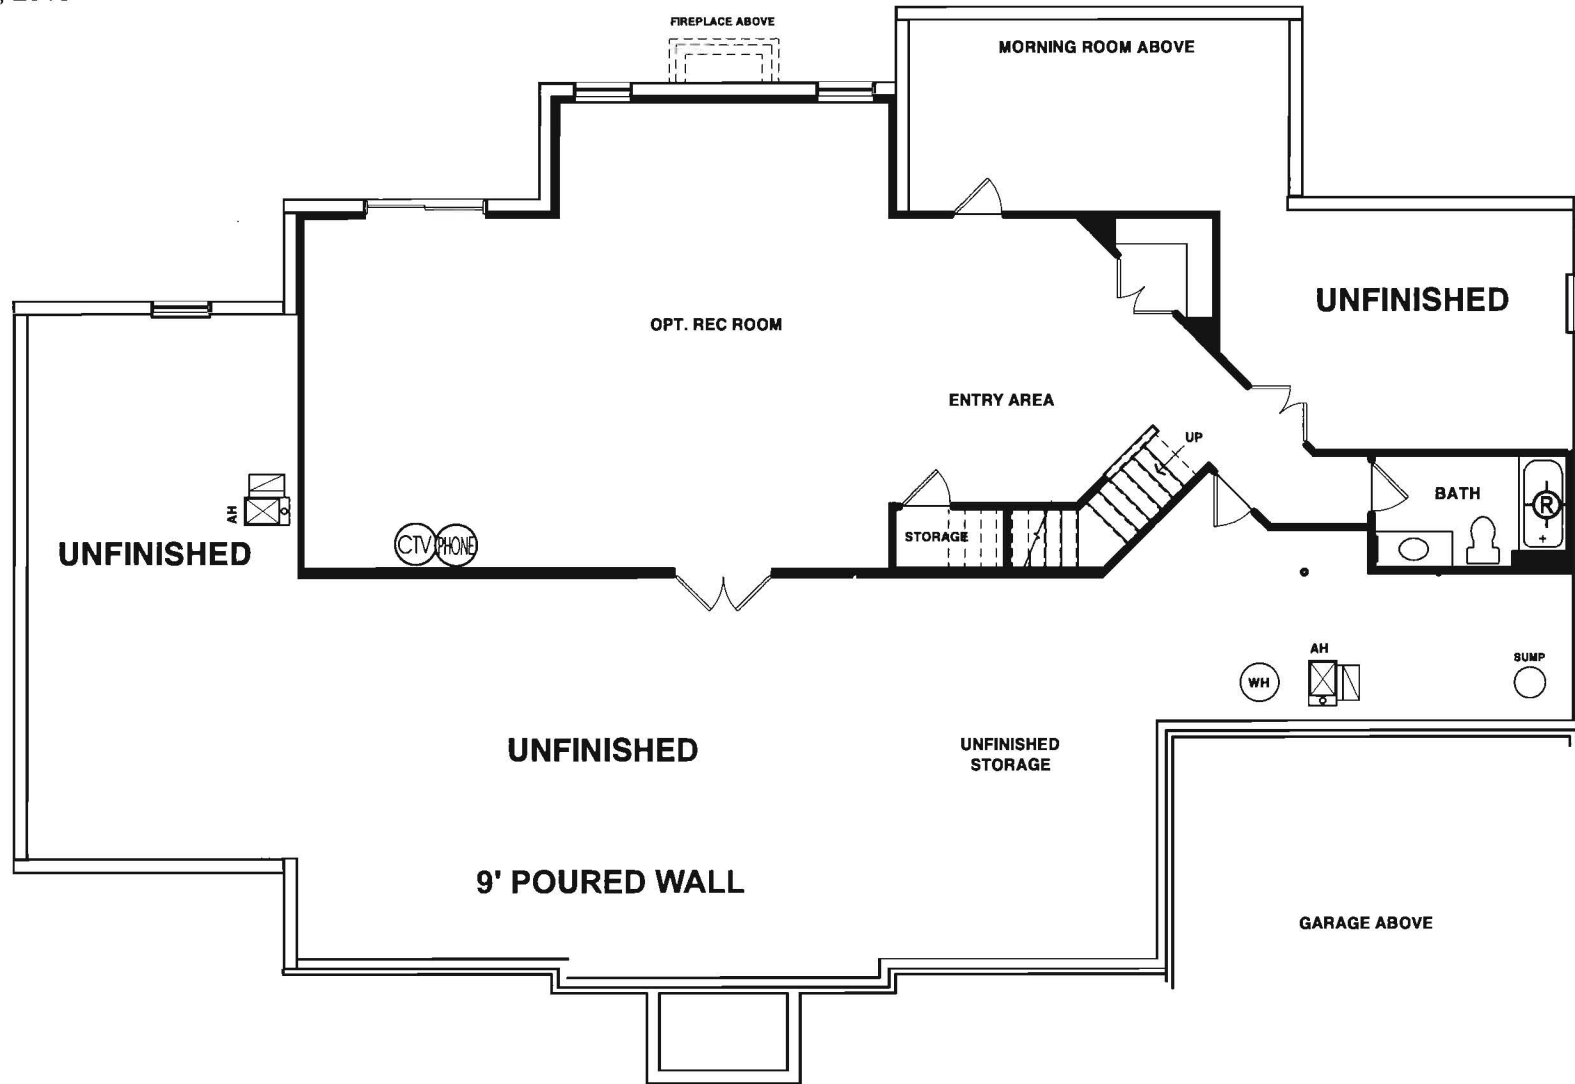 FIREPLACE ABOVE
MORNING ROOM ABOVE
UNFINISHED
OPT. REC ROOM
ENTRY AREA
UP
BATH
R
AH
UNFINISHED
CTV
PHONE
STORAGE
AH
WH
SUMP
UNFINISHED
UNFINISHED
STORAGE
9' POURED WALL
GARAGE ABOVE